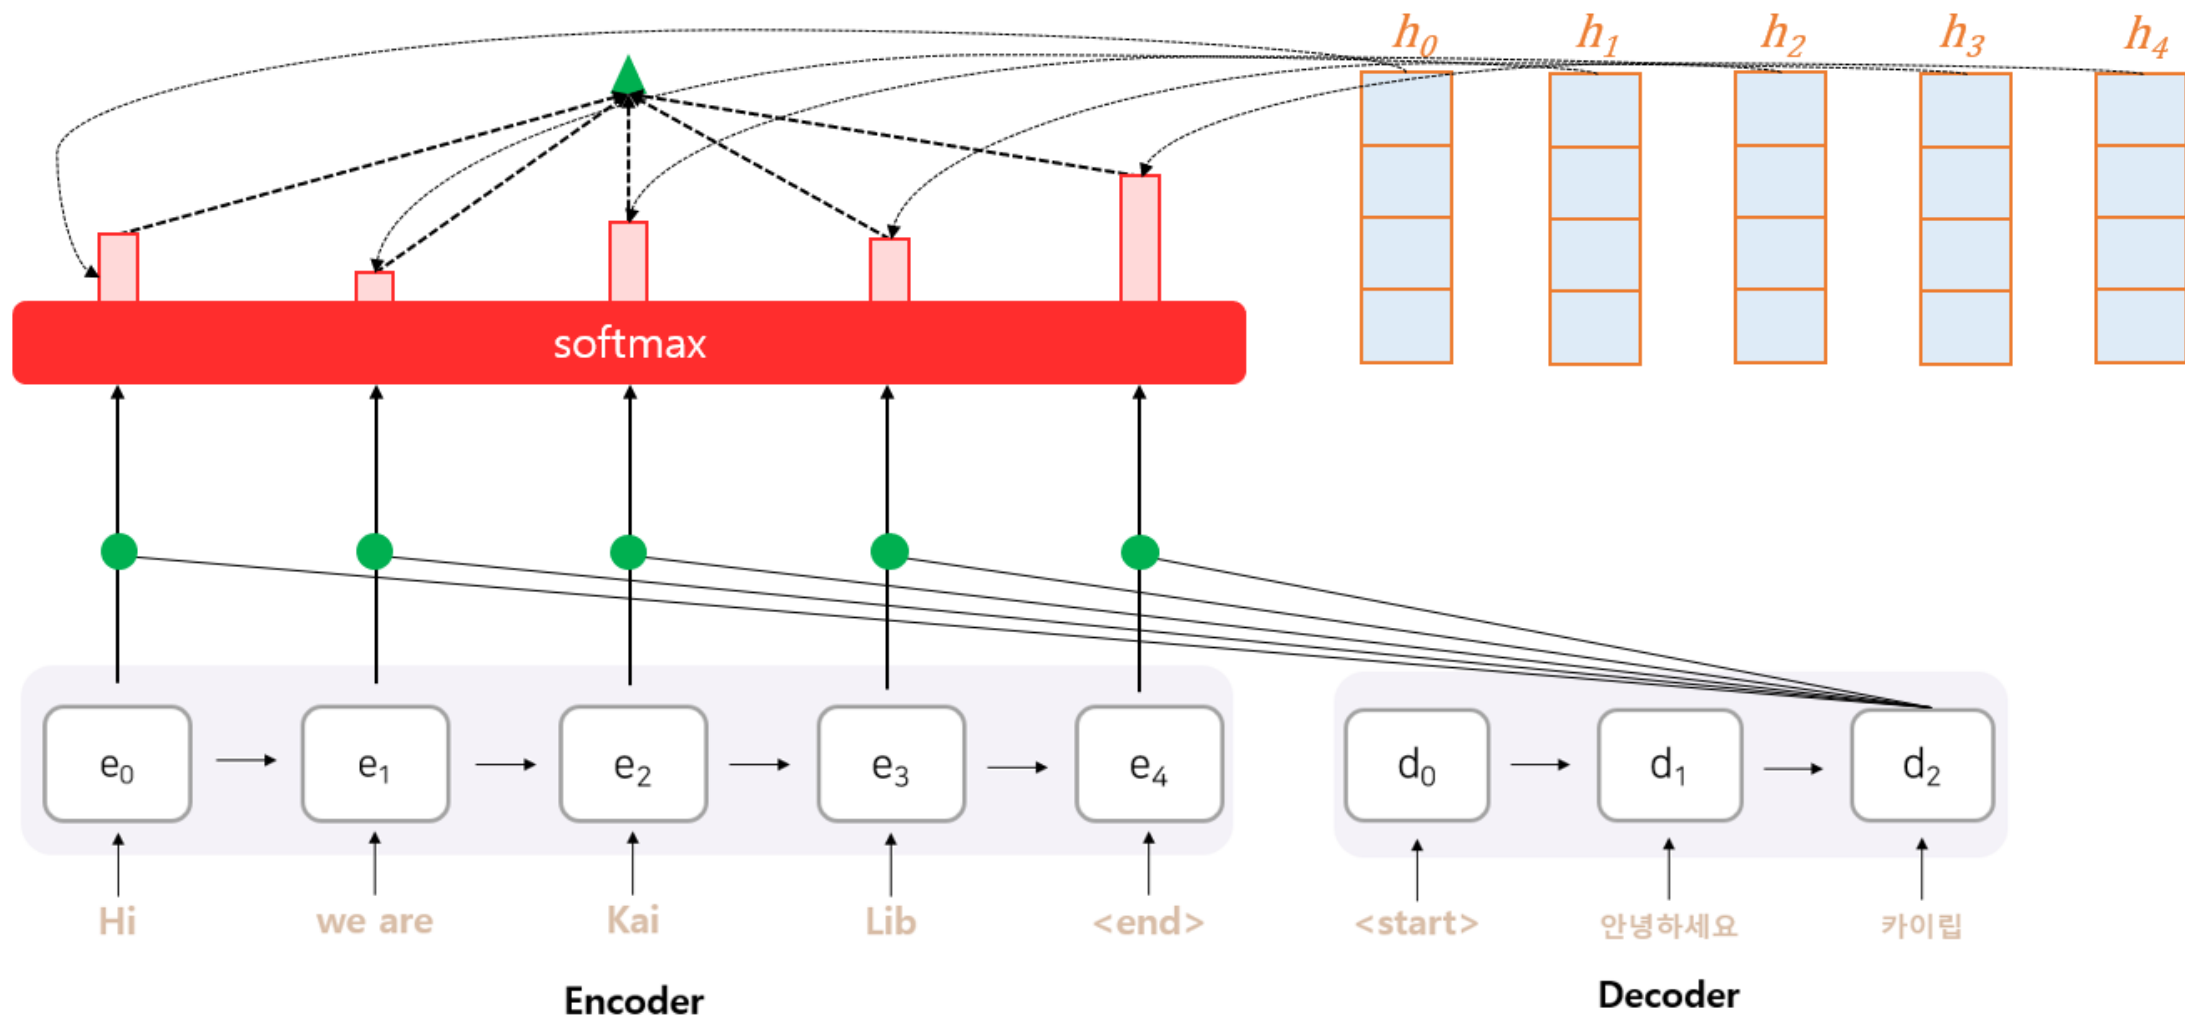 h₀ h₁ h₂ h₃ h₄
softmax
e₀ e₁ e₂ e₃ e₄ d₀ d₁ d₂
Hi we are Kai Lib <end> <start> 안녕하세요 카이립
Encoder Decoder